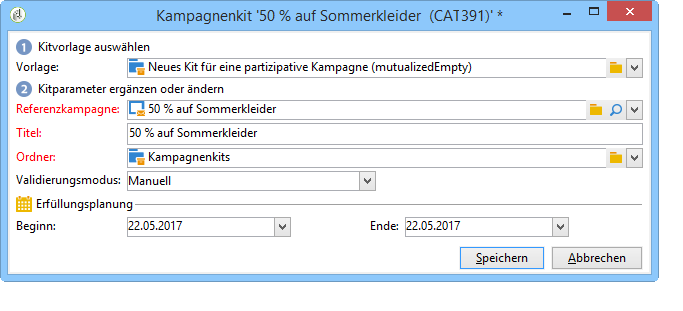 Kampagnenkit '50 % auf Sommerkleider (CAT391)' *
1 Kitvorlage auswählen
Vorlage: Neues Kit für eine partizipative Kampagne (mutualizedEmpty)
2 Kitparameter ergänzen oder ändern
Referenzkampagne: 50 % auf Sommerkleider
Titel: 50 % auf Sommerkleider
Ordner: Kampagnenkits
Validierungsmodus: Manuell
Erfüllungsplanung
Beginn: 22.05.2017 Ende: 22.05.2017
Speichern Abbrechen